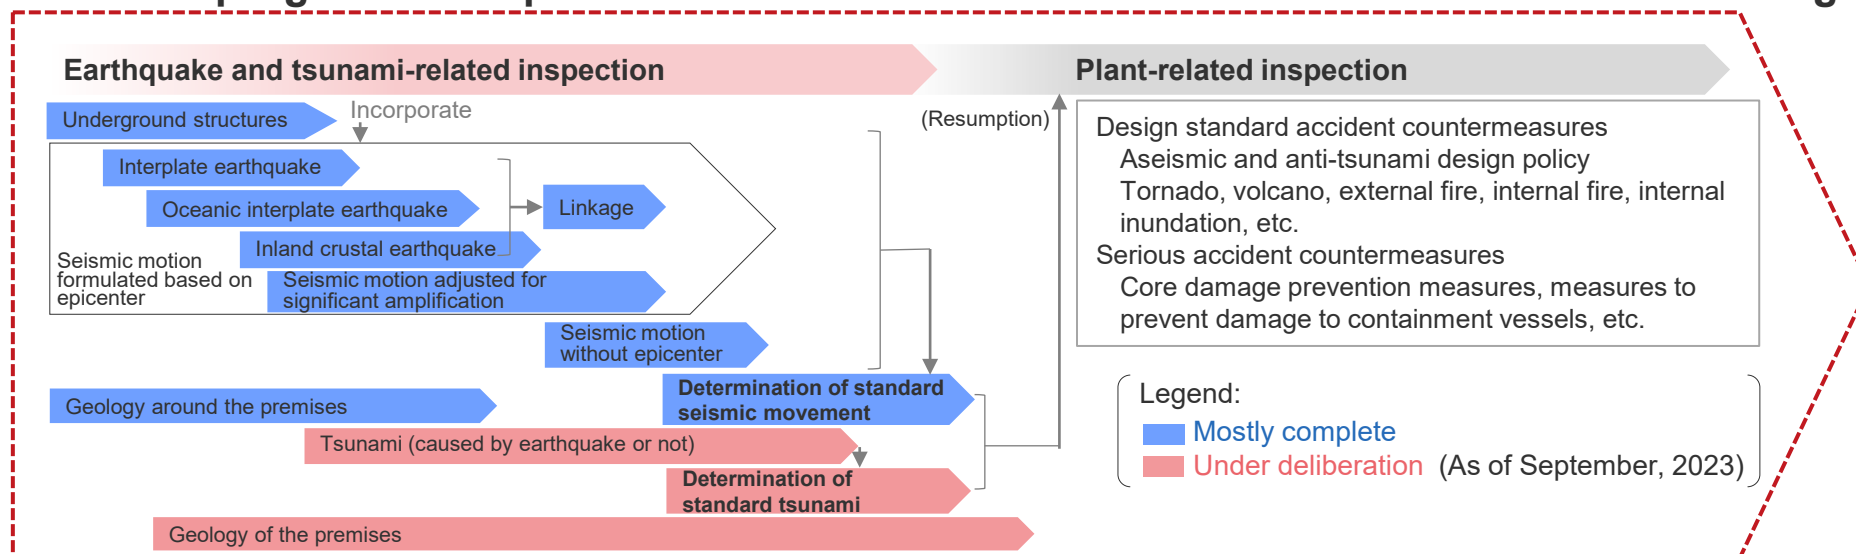 Earthquake and tsunami-related inspection
Plant-related inspection
Underground structures
Incorporate
(Resumption)
Interplate earthquake
Oceanic interplate earthquake
Linkage
Inland crustal earthquake
Seismic motion
formulated based on
epicenter
Seismic motion adjusted for
significant amplification
Seismic motion
without epicenter
Determination of standard
seismic movement
Geology around the premises
Tsunami (caused by earthquake or not)
Determination of
standard tsunami
Geology of the premises
Design standard accident countermeasures
Aseismic and anti-tsunami design policy
Tornado, volcano, external fire, internal fire, internal
inundation, etc.
Serious accident countermeasures
Core damage prevention measures, measures to
prevent damage to containment vessels, etc.
Legend:
Mostly complete
Under deliberation (As of September, 2023)